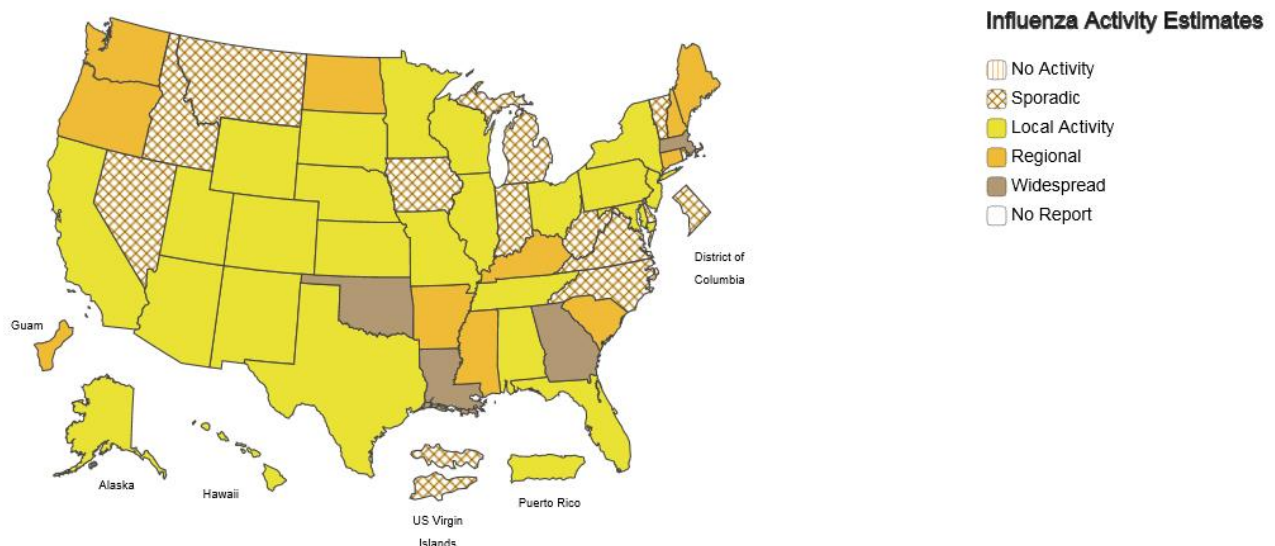 Influenza Activity Estimates
No Activity
Sporadic
Local Activity
Regional
Widespread
No Report
District of
Columbia
Guam
Alaska
Hawaii
US Virgin
Islands
Puerto Rico